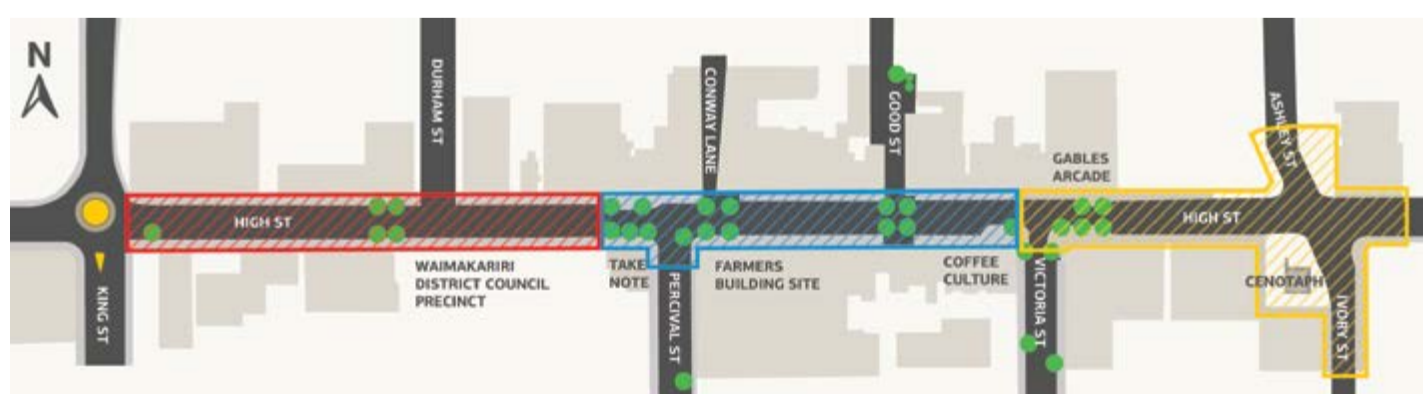 N
DURHAM ST
CONWAY LANE
GOOD ST
ASHLEY ST
GABLES
ARCADE
HIGH ST
HIGH ST
WAIMAKARIRI
DISTRICT COUNCIL
PRECINCT
TAKE
NOTE
FARMERS
BUILDING SITE
COFFEE
CULTURE
CENOTAPH
KING ST
PERCIVAL ST
VICTORIA ST
IVORY ST